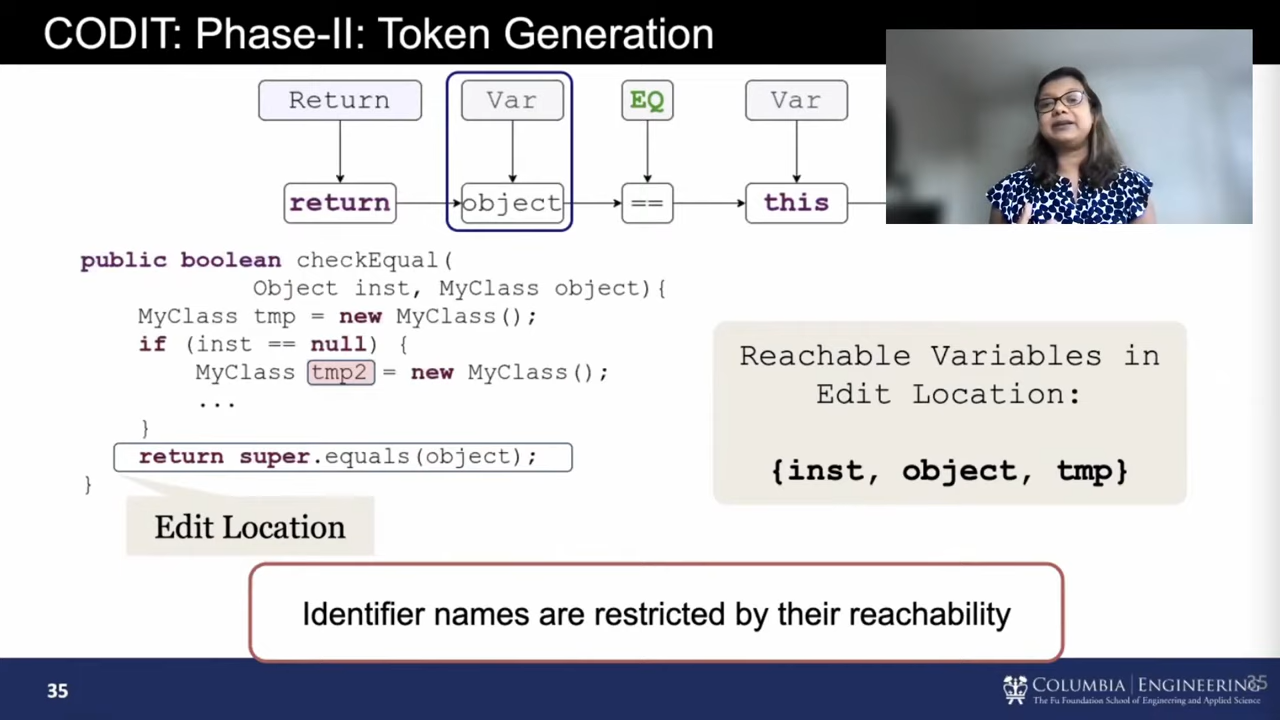 CODIT: Phase-II: Token Generation
Return Var EQ Var
return object == this
public boolean checkEqual(
Object inst, MyClass object){
MyClass tmp = new MyClass();
if (inst == null) {
MyClass tmp2 = new MyClass();
...
}
return super.equals(object);
}
Edit Location
Reachable Variables in
Edit Location:
{inst, object, tmp}
Identifier names are restricted by their reachability
35
COLUMBIA | ENGINEERING
The Fu Foundation School of Engineering and Applied Science
35